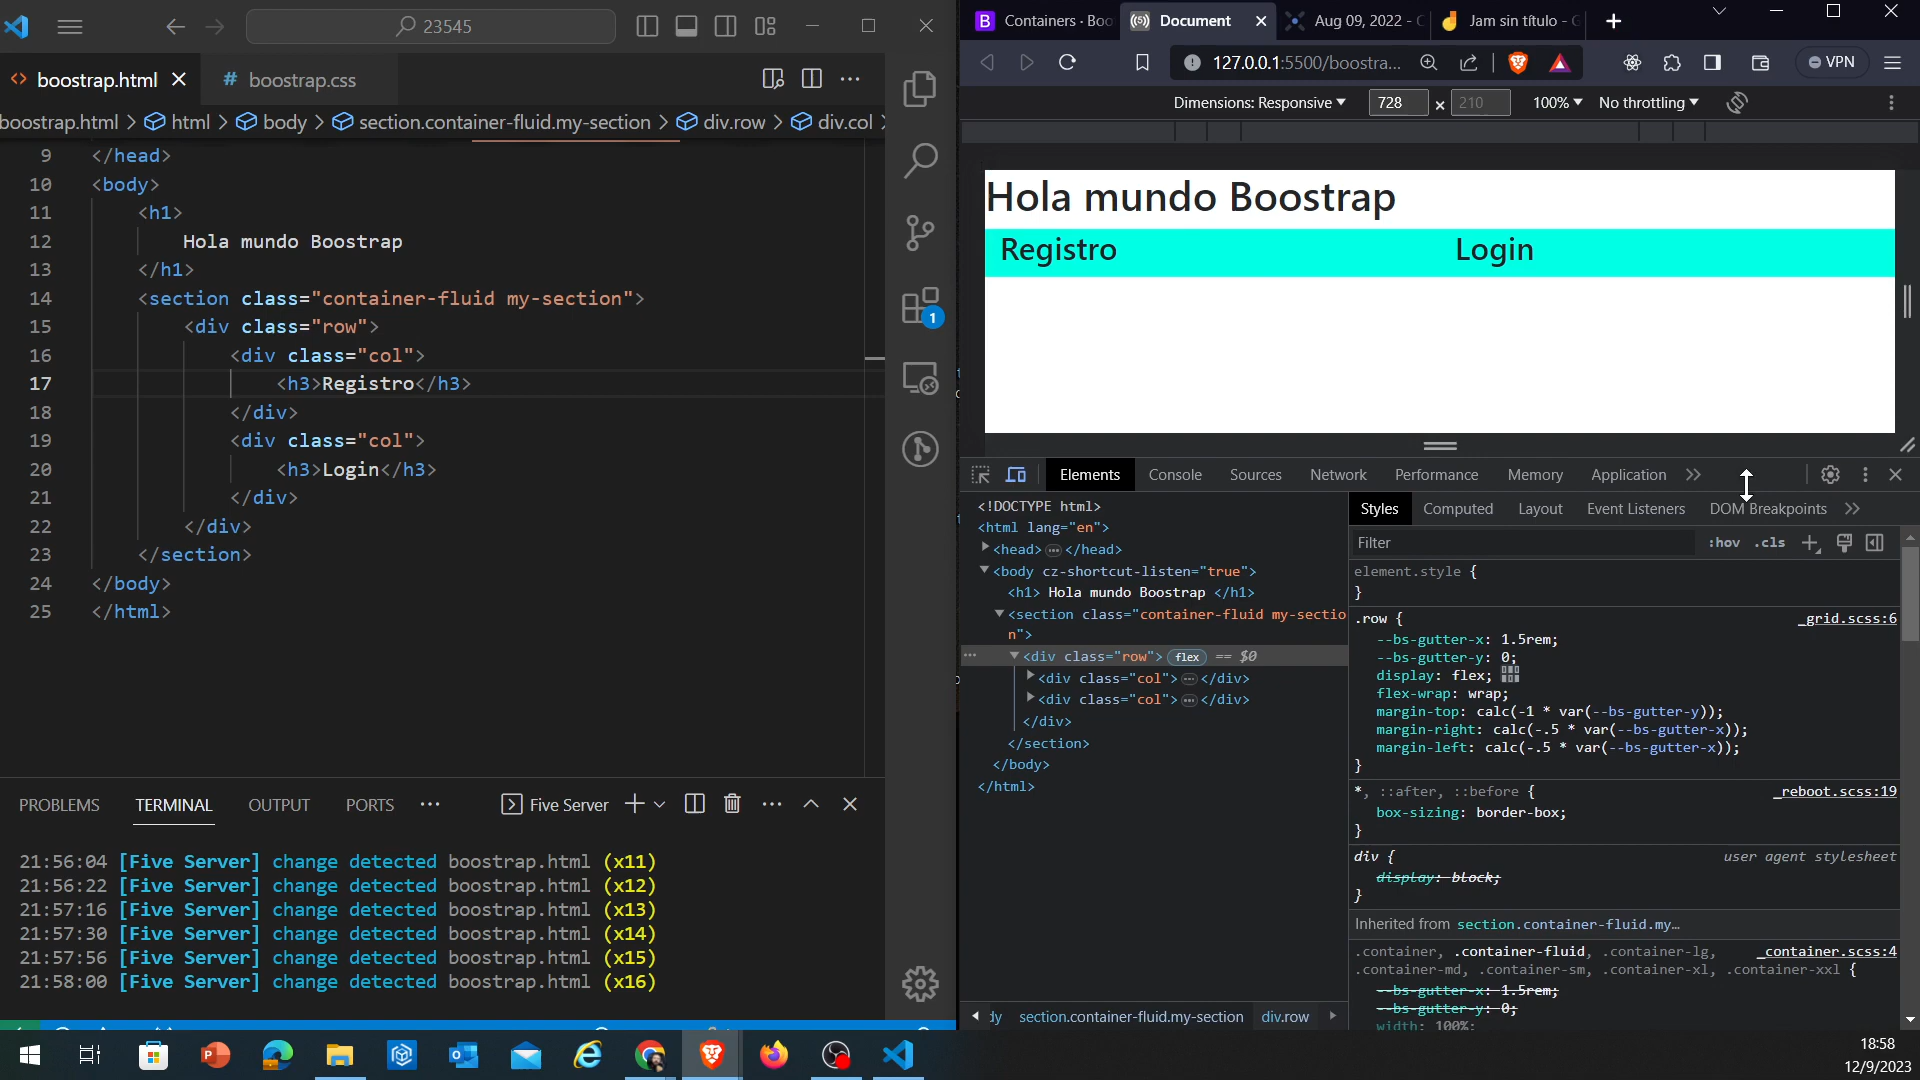 23545
boostrap.html
# boostrap.css
boostrap.html > html > body > section.container-fluid.my-section > div.row > div.col >
9 </head>
10 <body>
11 <h1>
12 Hola mundo Boostrap
13 </h1>
14 <section class="container-fluid my-section">
15 <div class="row">
16 <div class="col">
17 <h3>Registro</h3>
18 </div>
19 <div class="col">
20 <h3>Login</h3>
21 </div>
22 </div>
23 </section>
24 </body>
25 </html>
1
PROBLEMS TERMINAL OUTPUT PORTS
Five Server
21:56:04 [Five Server] change detected boostrap.html (x11)
21:56:22 [Five Server] change detected boostrap.html (x12)
21:57:16 [Five Server] change detected boostrap.html (x13)
21:57:30 [Five Server] change detected boostrap.html (x14)
21:57:56 [Five Server] change detected boostrap.html (x15)
21:58:00 [Five Server] change detected boostrap.html (x16)
B Containers · Boo
Document
Aug 09, 2022 - C
Jam sin título - G
127.0.0.1:5500/boostra...
VPN
Dimensions: Responsive 728 x 210 100% No throttling
Hola mundo Boostrap
Registro Login
Elements Console Sources Network Performance Memory Application
<!DOCTYPE html>
<html lang="en">
<head> ... </head>
<body cz-shortcut-listen="true">
<h1> Hola mundo Boostrap </h1>
<section class="container-fluid my-sectio
n">
<div class="row"> flex == $0
<div class="col"> ... </div>
<div class="col"> ... </div>
</div>
</section>
</body>
</html>
dy section.container-fluid.my-section div.row
Styles Computed Layout Event Listeners DOM Breakpoints
Filter :hov .cls
element.style {
}
.row { _grid.scss:6
--bs-gutter-x: 1.5rem;
--bs-gutter-y: 0;
display: flex;
flex-wrap: wrap;
margin-top: calc(-1 * var(--bs-gutter-y));
margin-right: calc(-.5 * var(--bs-gutter-x));
margin-left: calc(-.5 * var(--bs-gutter-x));
}
*, ::after, ::before { _reboot.scss:19
box-sizing: border-box;
}
div { user agent stylesheet
display: block;
}
Inherited from section.container-fluid.my…
.container, .container-fluid, .container-lg, _container.scss:4
.container-md, .container-sm, .container-xl, .container-xxl {
--bs-gutter-x: 1.5rem;
--bs-gutter-y: 0;
width: 100%;
18:58
12/9/2023